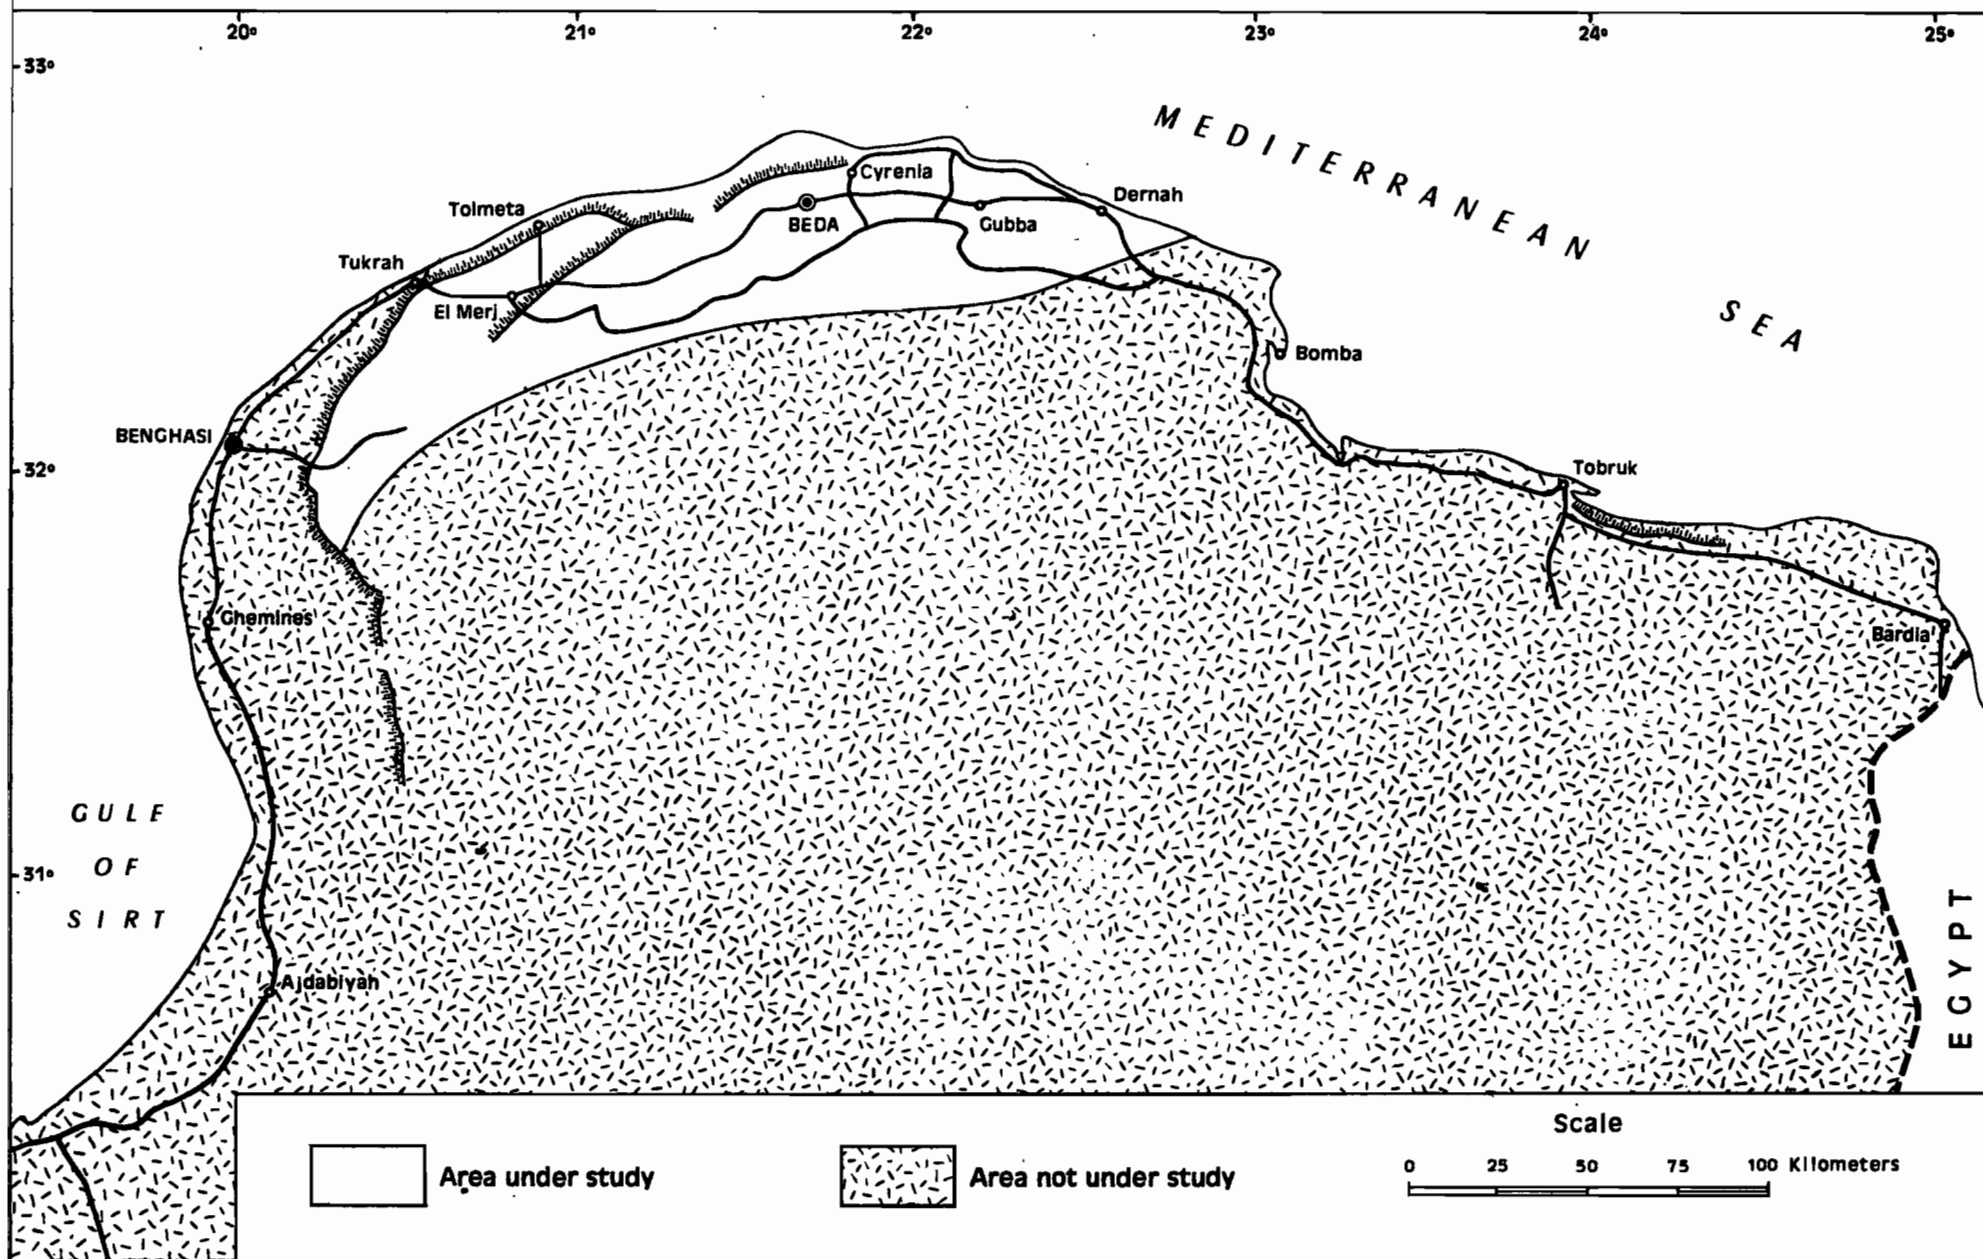 20° 21° 22° 23° 24° 25°
33°
MEDITERRANEAN
Cyrenia
Dernah
Tolmeta
BEDA
Gubba
Tukrah
El Merj
SEA
Bomba
BENGHASI
32°
Tobruk
Ghemines
Bardia
GULF
OF
SIRT
31°
EGYPT
Ajdabiyah
Scale
Area under study
Area not under study
0 25 50 75 100 Kilometers